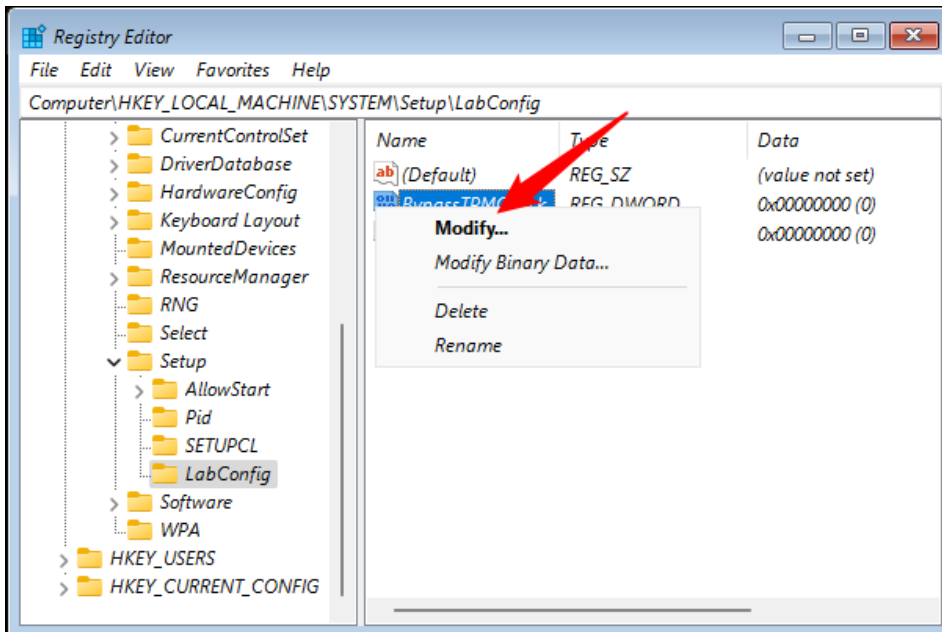 Registry Editor
File Edit View Favorites Help
Computer\HKEY_LOCAL_MACHINE\SYSTEM\Setup\LabConfig
CurrentControlSet
DriverDatabase
HardwareConfig
Keyboard Layout
MountedDevices
ResourceManager
RNG
Select
Setup
AllowStart
Pid
SETUPCL
LabConfig
Software
WPA
HKEY_USERS
HKEY_CURRENT_CONFIG
Name Type Data
(Default) REG_SZ (value not set)
REG_DWORD 0x00000000 (0)
0x00000000 (0)
Modify...
Modify Binary Data...
Delete
Rename